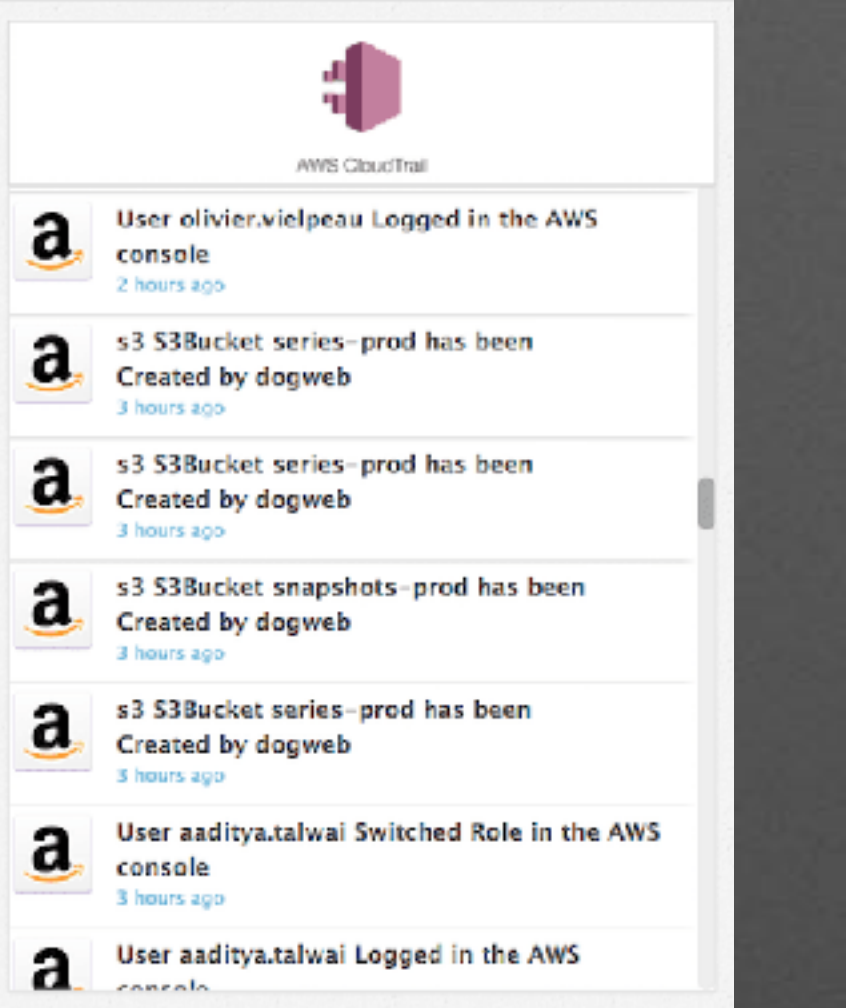 AWS CloudTrail
User olivier.vielpeau Logged in the AWS
console
2 hours ago
s3 S3Bucket series-prod has been
Created by dogweb
3 hours ago
s3 S3Bucket series-prod has been
Created by dogweb
3 hours ago
s3 S3Bucket snapshots-prod has been
Created by dogweb
3 hours ago
s3 S3Bucket series-prod has been
Created by dogweb
3 hours ago
User aaditya.talwai Switched Role in the AWS
console
3 hours ago
User aaditya.talwai Logged in the AWS
console